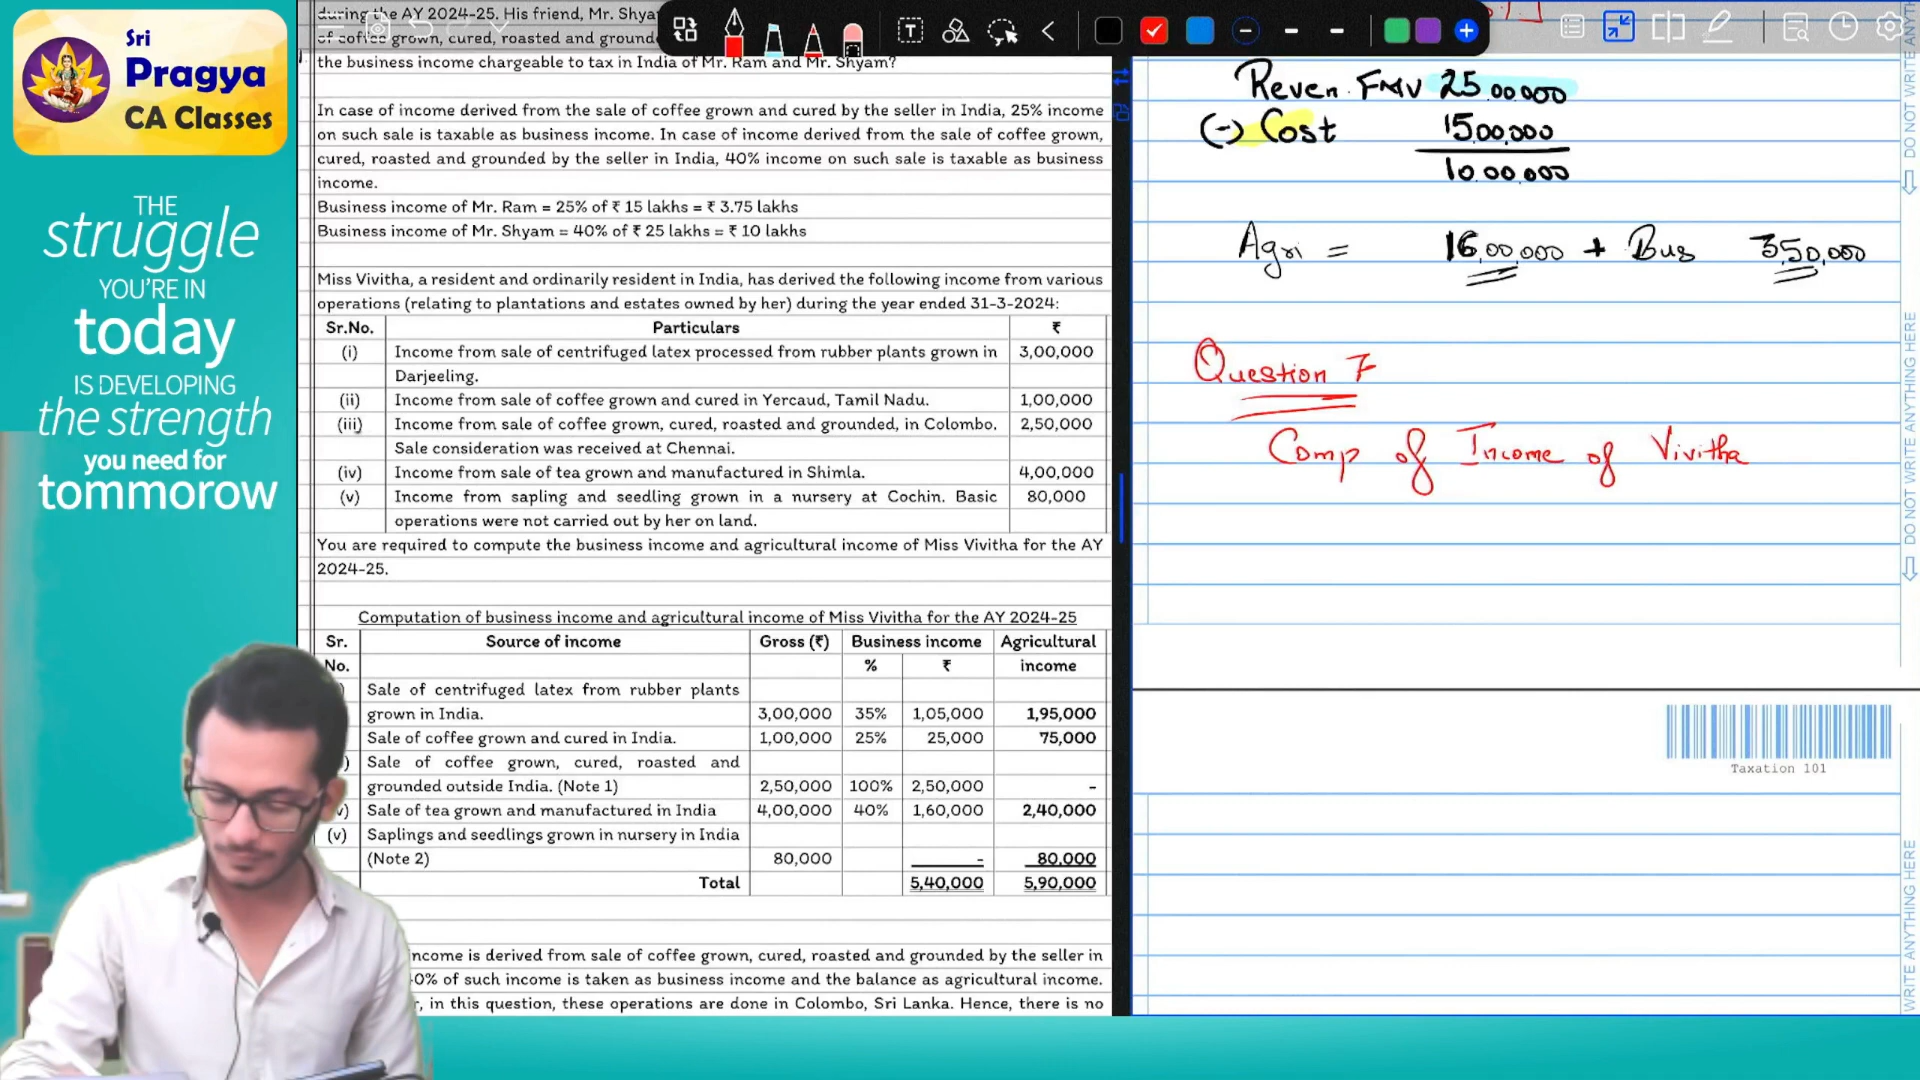 Sri
Pragya
CA Classes
THE
struggle
YOU'RE IN
today
IS DEVELOPING
the strength
you need for
tommorow
during the AY 2024-25. His friend, Mr. Shya
of coffee grown, cured, roasted and grounde
the business income chargeable to tax in India of Mr. Ram and Mr. Shyam?
In case of income derived from the sale of coffee grown and cured by the seller in India, 25% income
on such sale is taxable as business income. In case of income derived from the sale of coffee grown,
cured, roasted and grounded by the seller in India, 40% income on such sale is taxable as business
income.
Business income of Mr. Ram = 25% of ₹ 15 lakhs = ₹ 3.75 lakhs
Business income of Mr. Shyam = 40% of ₹ 25 lakhs = ₹ 10 lakhs
Miss Vivitha, a resident and ordinarily resident in India, has derived the following income from various
operations (relating to plantations and estates owned by her) during the year ended 31-3-2024:
Sr.No. Particulars ₹
(i) Income from sale of centrifuged latex processed from rubber plants grown in 3,00,000
Darjeeling.
(ii) Income from sale of coffee grown and cured in Yercaud, Tamil Nadu. 1,00,000
(iii) Income from sale of coffee grown, cured, roasted and grounded, in Colombo. 2,50,000
Sale consideration was received at Chennai.
(iv) Income from sale of tea grown and manufactured in Shimla. 4,00,000
(v) Income from sapling and seedling grown in a nursery at Cochin. Basic 80,000
operations were not carried out by her on land.
You are required to compute the business income and agricultural income of Miss Vivitha for the AY
2024-25.
Computation of business income and agricultural income of Miss Vivitha for the AY 2024-25
Sr. Source of income Gross (₹) Business income Agricultural
No. % ₹ income
) Sale of centrifuged latex from rubber plants
grown in India. 3,00,000 35% 1,05,000 1,95,000
Sale of coffee grown and cured in India. 1,00,000 25% 25,000 75,000
) Sale of coffee grown, cured, roasted and
grounded outside India. (Note 1) 2,50,000 100% 2,50,000 -
v) Sale of tea grown and manufactured in India 4,00,000 40% 1,60,000 2,40,000
(v) Saplings and seedlings grown in nursery in India
(Note 2) 80,000 - 80,000
Total 5,40,000 5,90,000
ncome is derived from sale of coffee grown, cured, roasted and grounded by the seller in
0% of such income is taken as business income and the balance as agricultural income.
r, in this question, these operations are done in Colombo, Sri Lanka. Hence, there is no
Reven. FMV 25,00,000
(-) Cost 15,00,000
10,00,000
Agri = 16,00,000 + Bus 3,50,000
Question 7
Comp of Income of Vivitha
Taxation 101
DO NOT WRITE ANY
DO NOT WRITE ANYTHING HERE
WRITE ANYTHING HERE